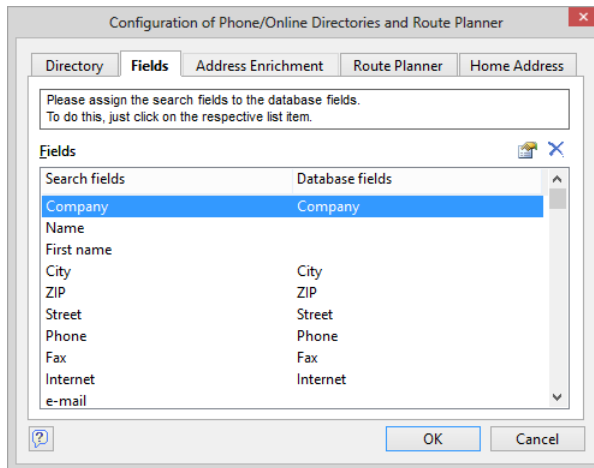 Configuration of Phone/Online Directories and Route Planner
Directory Fields Address Enrichment Route Planner Home Address
Please assign the search fields to the database fields.
To do this, just click on the respective list item.
Fields
Search fields Database fields
Company Company
Name
First name
City City
ZIP ZIP
Street Street
Phone Phone
Fax Fax
Internet Internet
e-mail
OK Cancel